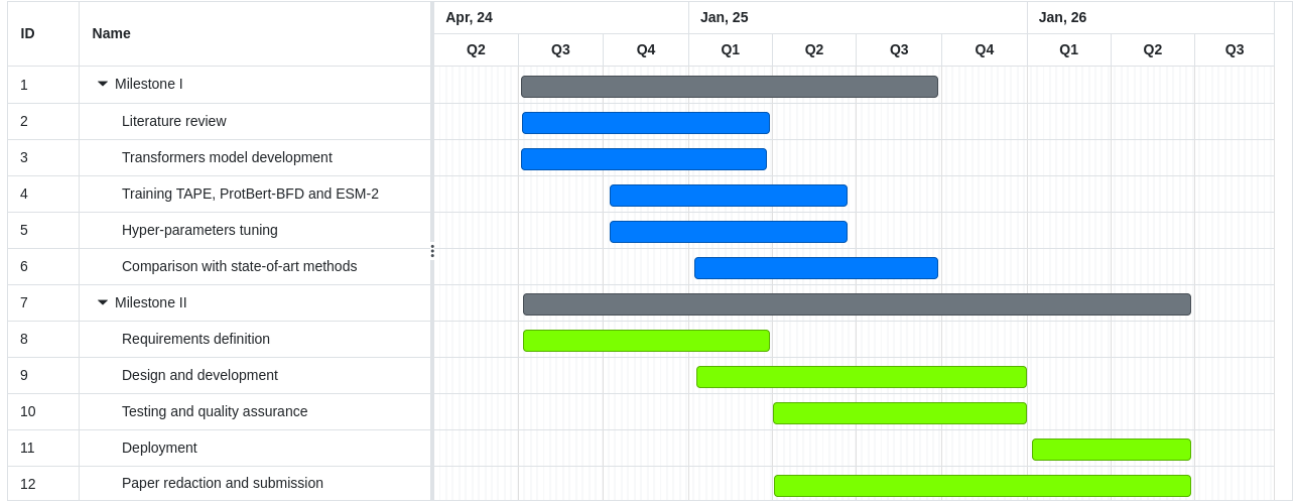 ID Name Apr, 24 Jan, 25 Jan, 26
Q2 Q3 Q4 Q1 Q2 Q3 Q4 Q1 Q2 Q3
1 Milestone I
2 Literature review
3 Transformers model development
4 Training TAPE, ProtBert-BFD and ESM-2
5 Hyper-parameters tuning
6 Comparison with state-of-art methods
7 Milestone II
8 Requirements definition
9 Design and development
10 Testing and quality assurance
11 Deployment
12 Paper redaction and submission